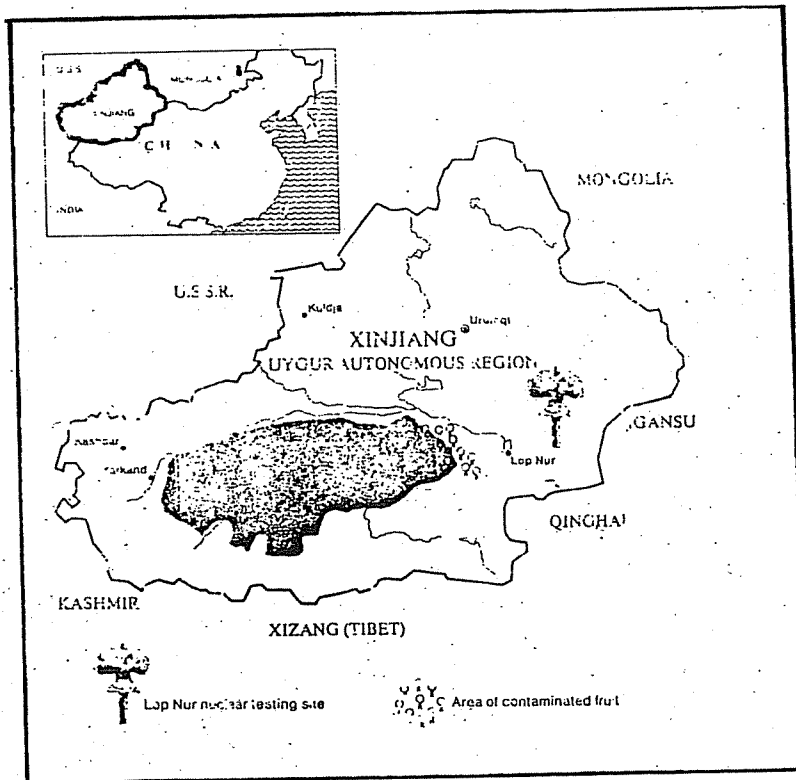 CHINA
MONGOLIA
U.S.S.R.
Kuldja
Urumqi
XINJIANG
UYGUR AUTONOMOUS REGION
GANSU
Kashgar
Yarkand
Lop Nur
QINGHAI
KASHMIR
XIZANG (TIBET)
Lop Nur nuclear testing site
Area of contaminated fruit